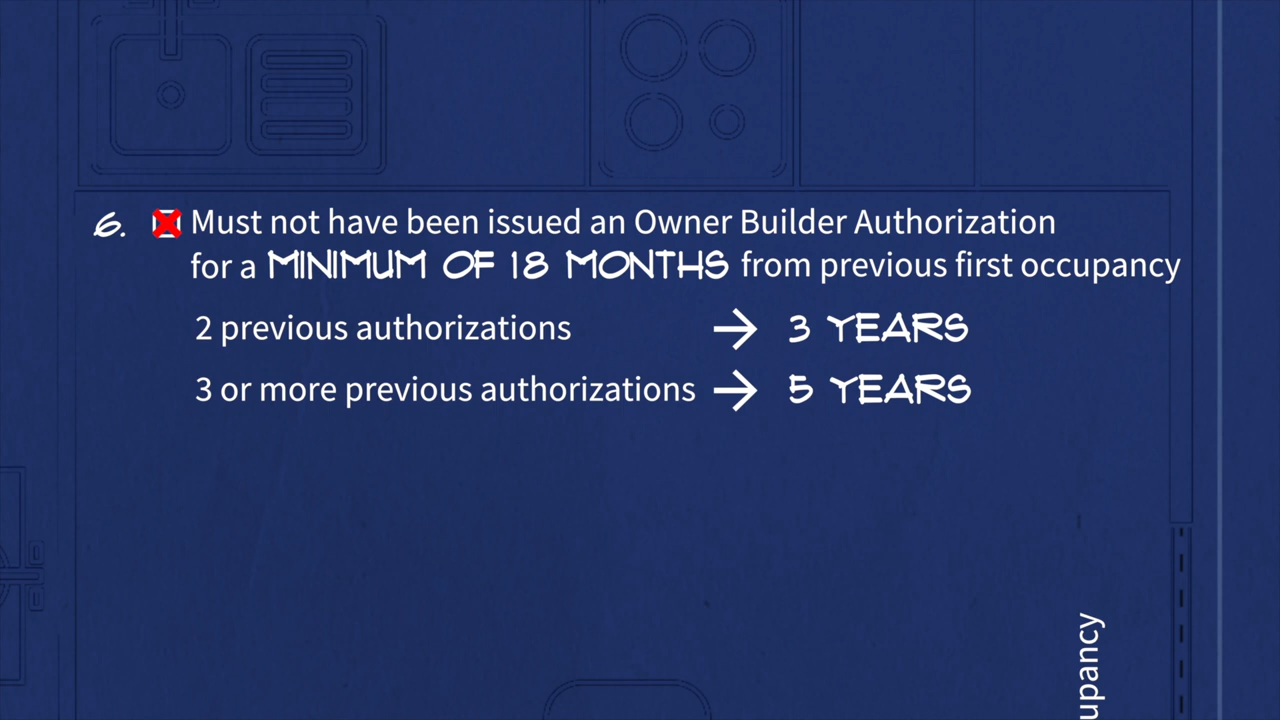 6. Must not have been issued an Owner Builder Authorization
for a MINIMUM OF 18 MONTHS from previous first occupancy
2 previous authorizations → 3 YEARS
3 or more previous authorizations → 5 YEARS